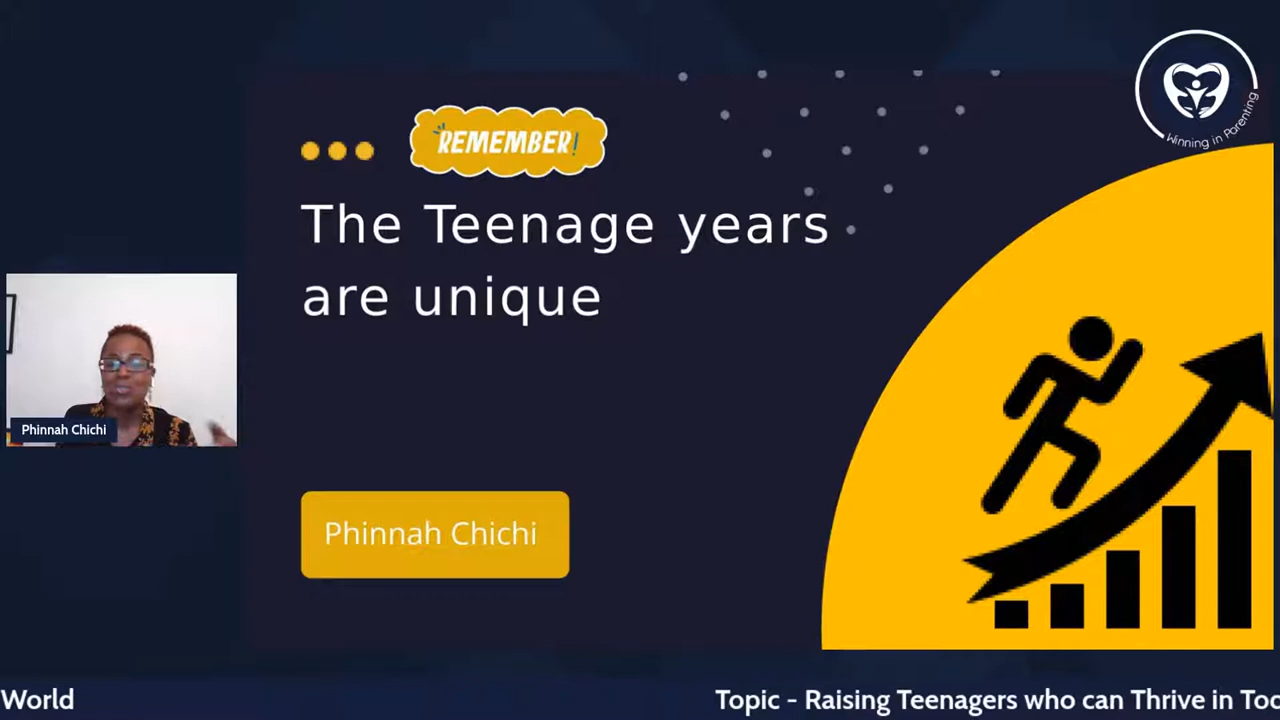 Winning in Parenting
REMEMBER!
The Teenage years
are unique
Phinnah Chichi
Phinnah Chichi
World
Topic - Raising Teenagers who can Thrive in Toc